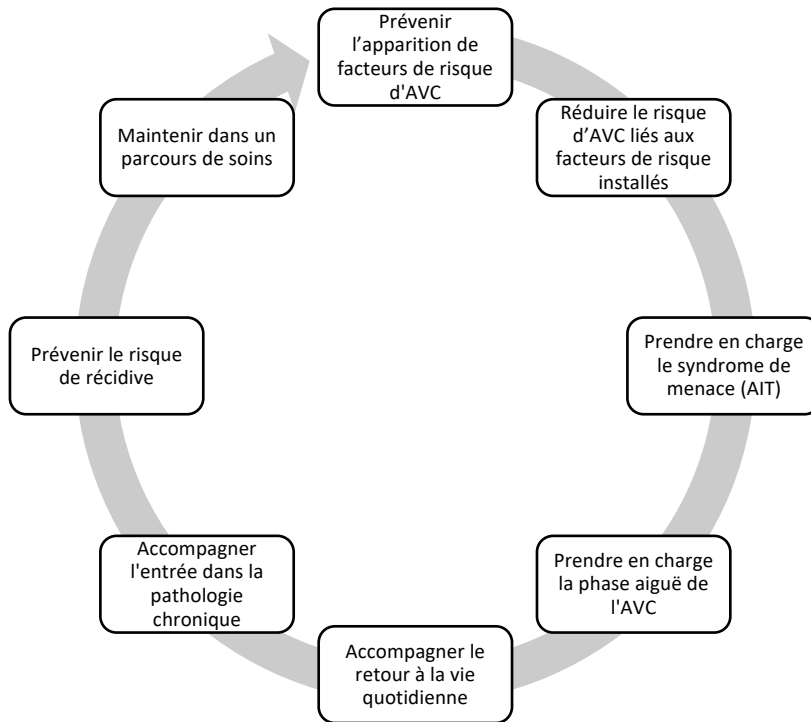 Prévenir
l’apparition de
facteurs de risque
d'AVC
Réduire le risque
d’AVC liés aux
facteurs de risque
installés
Prendre en charge
le syndrome de
menace (AIT)
Prendre en charge
la phase aiguë de
l'AVC
Accompagner le
retour à la vie
quotidienne
Accompagner
l'entrée dans la
pathologie
chronique
Prévenir le risque
de récidive
Maintenir dans un
parcours de soins